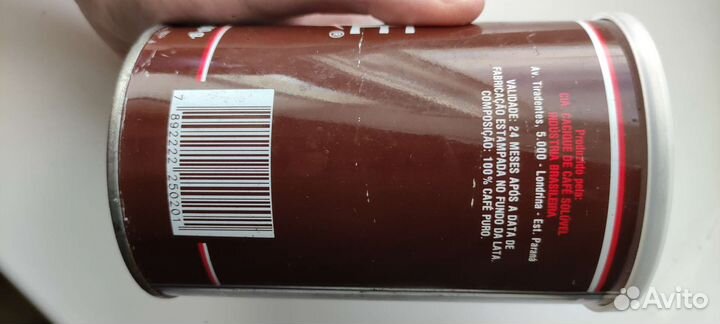 Produzido pela:
CIA. CACIQUE DE CAFÉ SOLÚVEL
INDÚSTRIA BRASILEIRA
Av. Tiradentes, 5.000 - Londrina - Est. Paraná
VALIDADE: 24 MESES APÓS A DATA DE
FABRICAÇÃO ESTAMPADA NO FUNDO DA LATA.
COMPOSIÇÃO: 100% CAFÉ PURO.
7 892222 250201
®
Avito